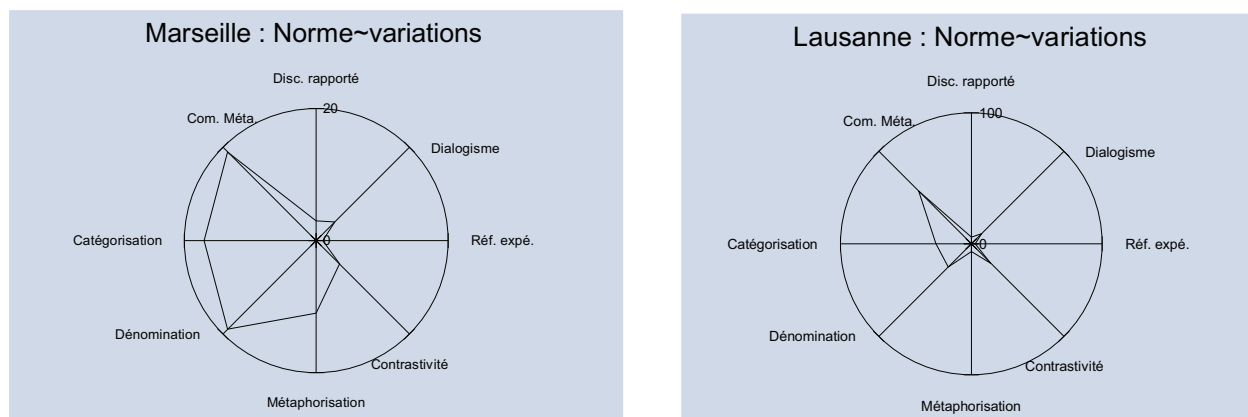 Marseille : Norme~variations
Disc. rapporté
20
Com. Méta.
Dialogisme
Catégorisation
0
Réf. expé.
Dénomination
Contrastivité
Métaphorisation
Lausanne : Norme~variations
Disc. rapporté
100
Com. Méta.
Dialogisme
Catégorisation
0
Réf. expé.
Dénomination
Contrastivité
Métaphorisation